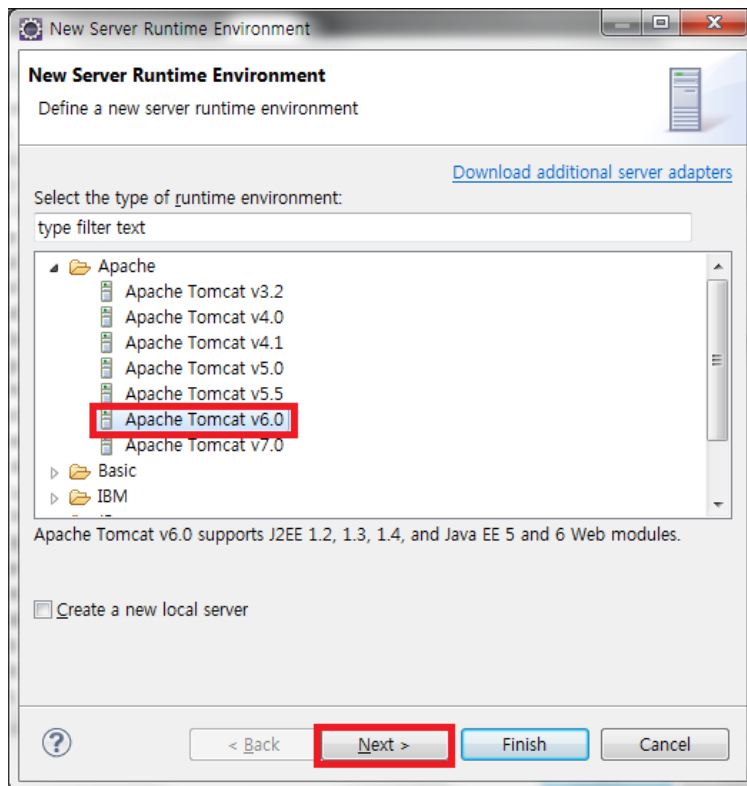 New Server Runtime Environment
New Server Runtime Environment
Define a new server runtime environment
Download additional server adapters
Select the type of runtime environment:
type filter text
Apache
Apache Tomcat v3.2
Apache Tomcat v4.0
Apache Tomcat v4.1
Apache Tomcat v5.0
Apache Tomcat v5.5
Apache Tomcat v6.0
Apache Tomcat v7.0
Basic
IBM
Apache Tomcat v6.0 supports J2EE 1.2, 1.3, 1.4, and Java EE 5 and 6 Web modules.
Create a new local server
? < Back Next > Finish Cancel